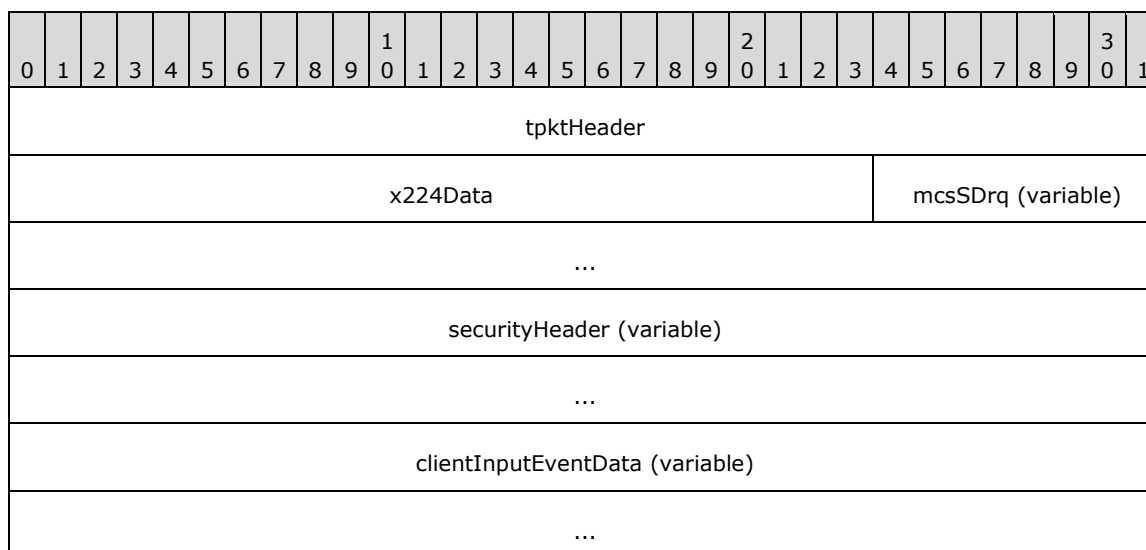 1 2 3
0 1 2 3 4 5 6 7 8 9 0 1 2 3 4 5 6 7 8 9 0 1 2 3 4 5 6 7 8 9 0 1
tpktHeader
x224Data mcsSDrq (variable)
...
securityHeader (variable)
...
clientInputEventData (variable)
...